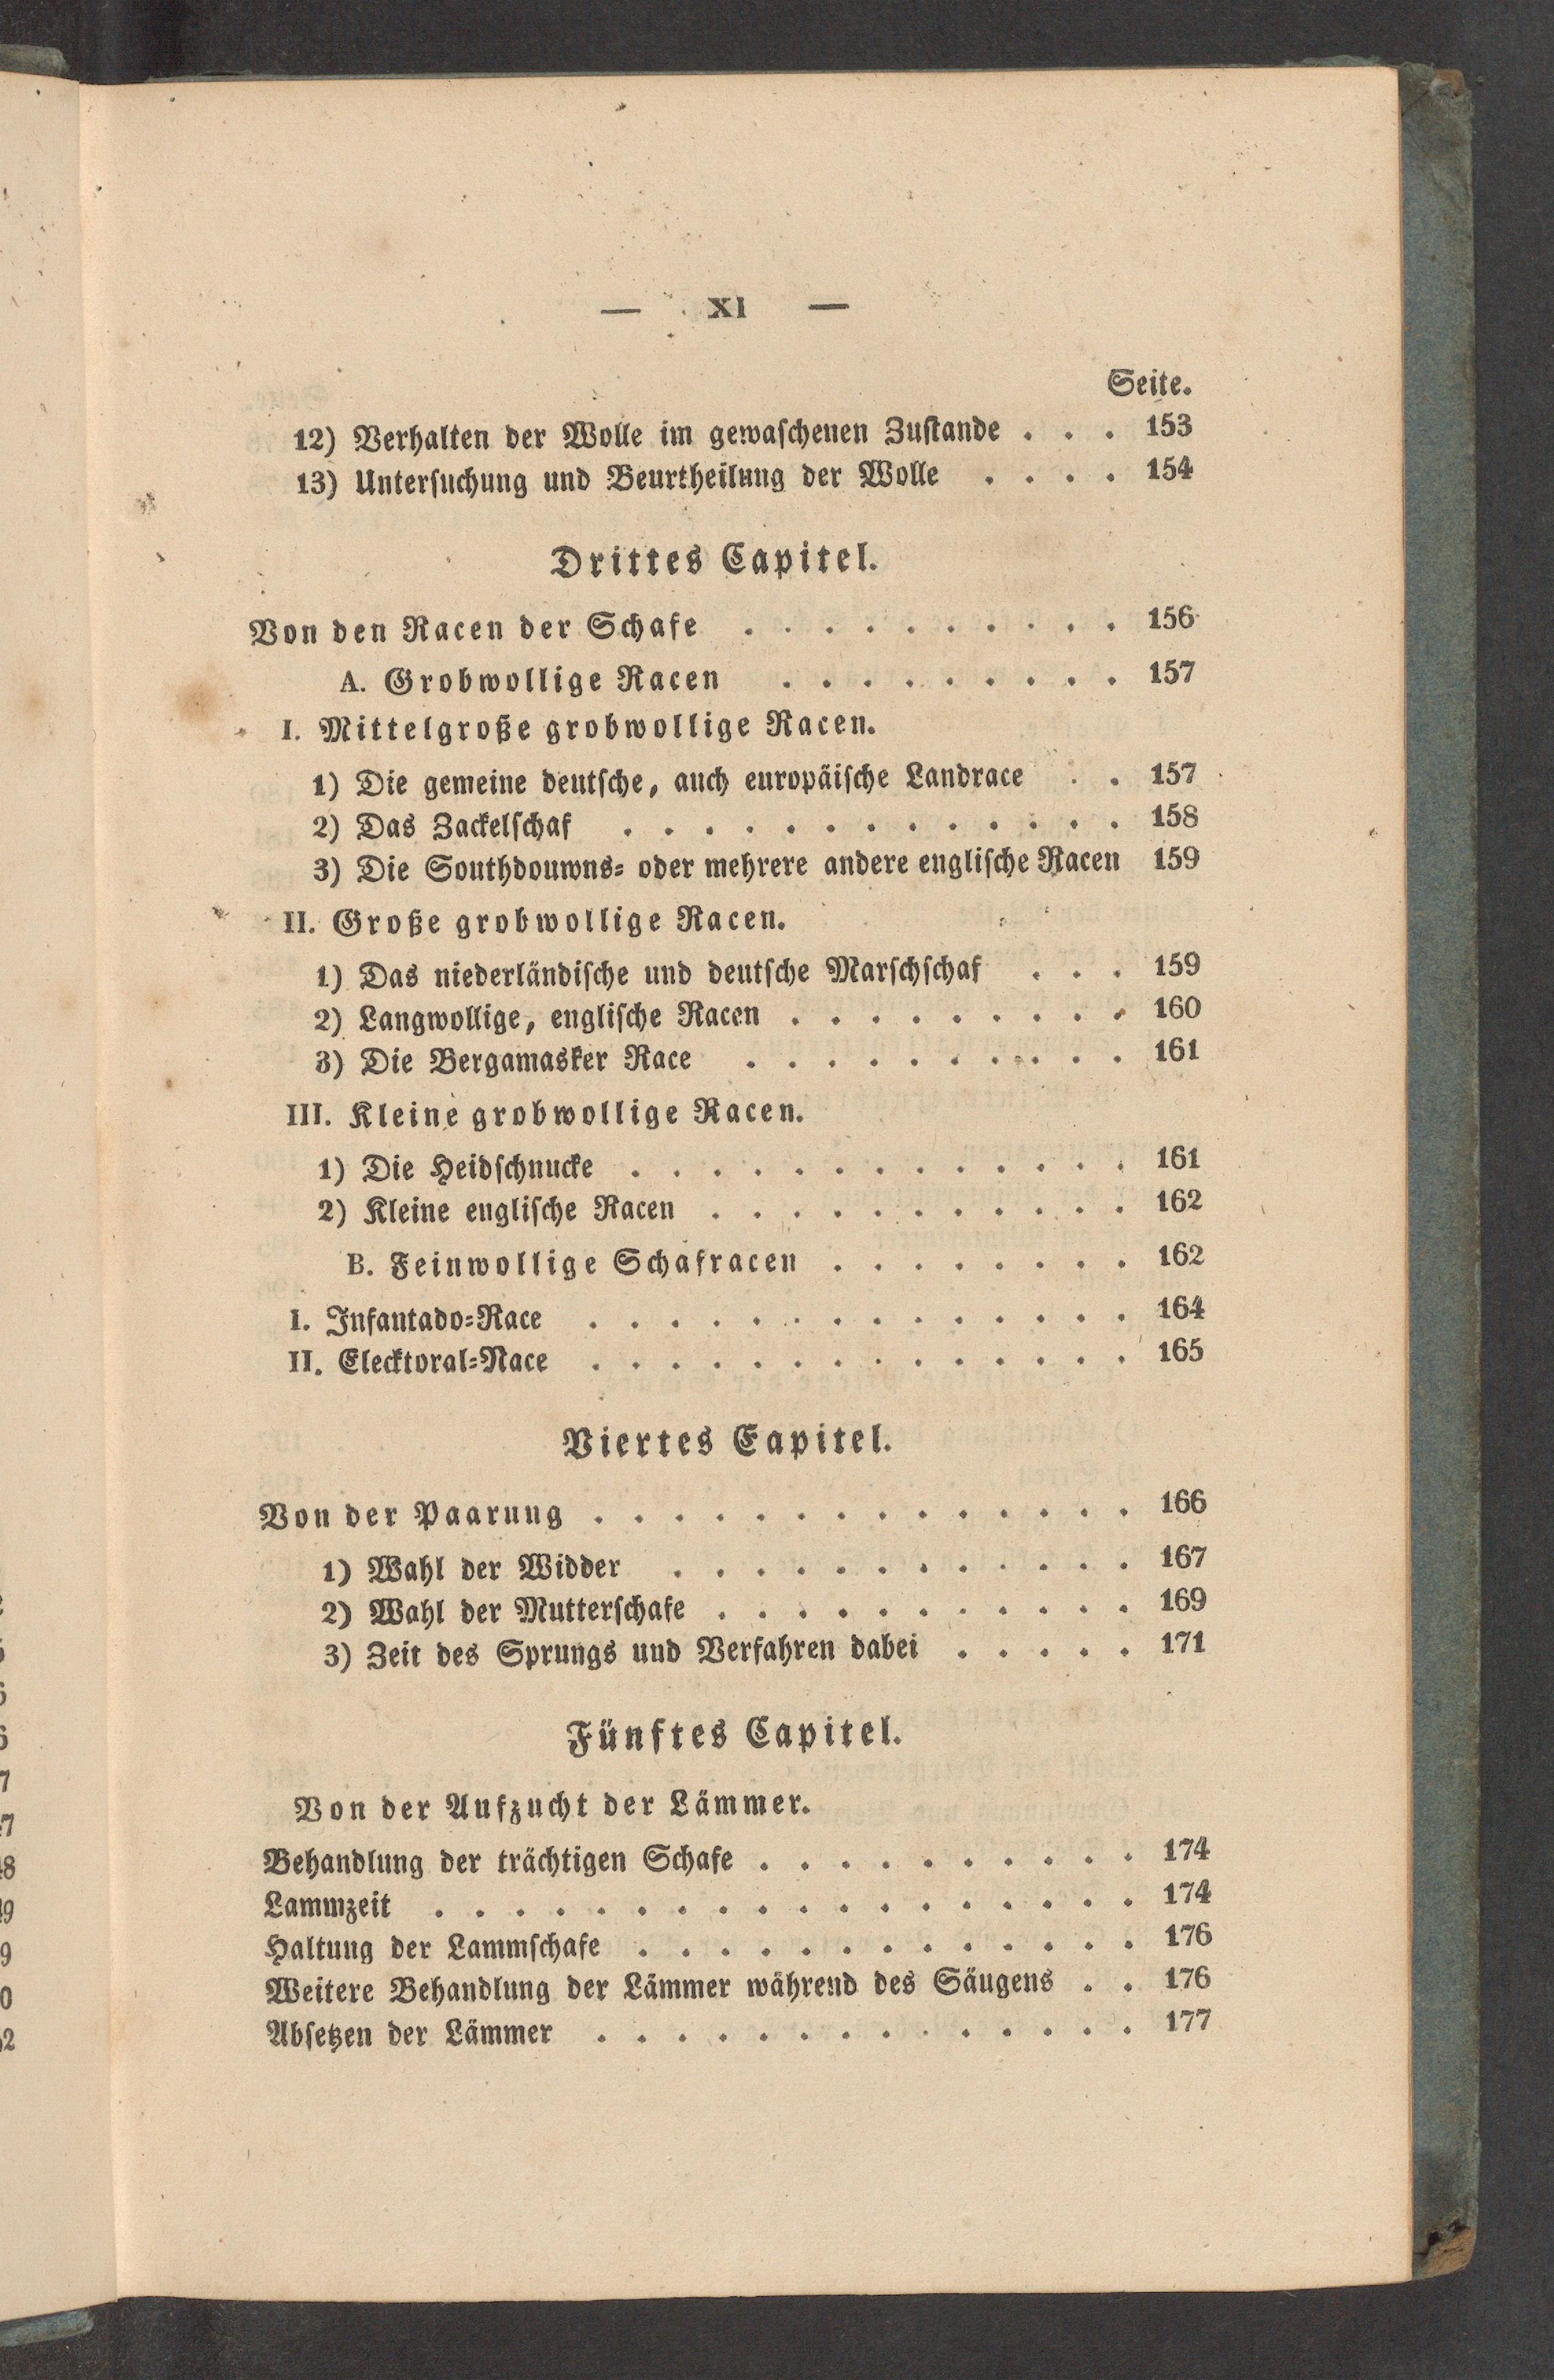 — XI —
Seite.
12) Verhalten der Wolle im gewaschenen Zustande . . . 153
13) Untersuchung und Beurtheilung der Wolle . . . . 154
Drittes Capitel.
Von den Racen der Schafe . . . . . . . . . . 156
A. Grobwollige Racen . . . . . . . . . 157
I. Mittelgroße grobwollige Racen.
1) Die gemeine deutsche, auch europäische Landrace . . 157
2) Das Zackelschaf . . . . . . . . . . . . . 158
3) Die Southdouwns- oder mehrere andere englische Racen 159
II. Große grobwollige Racen.
1) Das niederländische und deutsche Marschschaf . . . 159
2) Langwollige, englische Racen . . . . . . . . . 160
3) Die Bergamasker Race . . . . . . . . . . 161
III. Kleine grobwollige Racen.
1) Die Heidschnucke . . . . . . . . . . . . . 161
2) Kleine englische Racen . . . . . . . . . . . 162
B. Feinwollige Schafracen . . . . . . . . 162
I. Infantado-Race . . . . . . . . . . . . . . 164
II. Elecktoral-Race . . . . . . . . . . . . . . 165
Viertes Capitel.
Von der Paarung . . . . . . . . . . . . . . 166
1) Wahl der Widder . . . . . . . . . . . . 167
2) Wahl der Mutterschafe . . . . . . . . . . . 169
3) Zeit des Sprungs und Verfahren dabei . . . . . 171
Fünftes Capitel.
Von der Aufzucht der Lämmer.
Behandlung der trächtigen Schafe . . . . . . . . . . 174
Lammzeit . . . . . . . . . . . . . . . . . . 174
Haltung der Lammschafe . . . . . . . . . . . . . 176
Weitere Behandlung der Lämmer während des Säugens . . 176
Absetzen der Lämmer . . . . . . . . . . . . . . 177